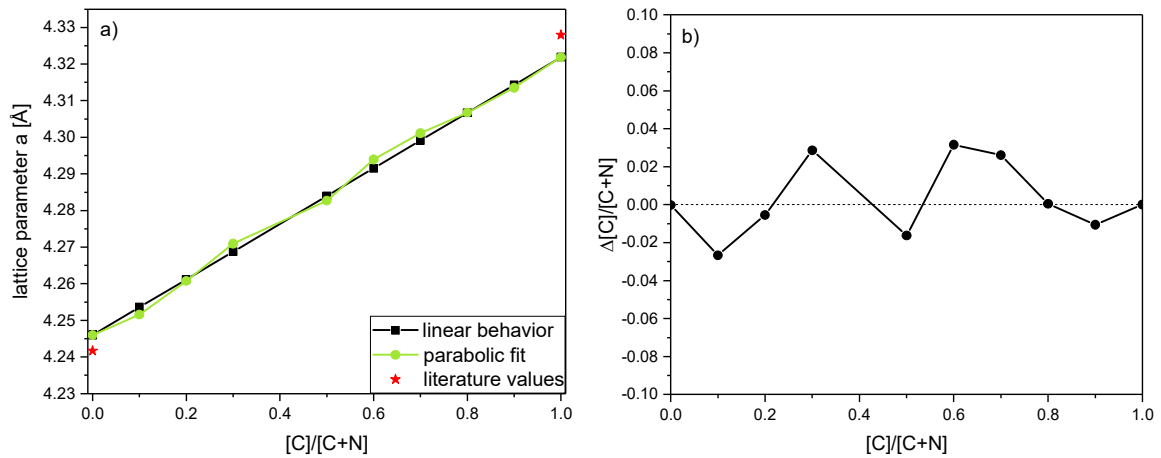 a)
4.33
4.32
4.31
4.30
4.29
4.28
4.27
4.26
4.25
4.24
4.23
lattice parameter a [Å]
linear behavior
parabolic fit
literature values
0.0 0.2 0.4 0.6 0.8 1.0
[C]/[C+N]
b)
0.10
0.08
0.06
0.04
0.02
0.00
-0.02
-0.04
-0.06
-0.08
-0.10
Δ[C]/[C+N]
0.0 0.2 0.4 0.6 0.8 1.0
[C]/[C+N]